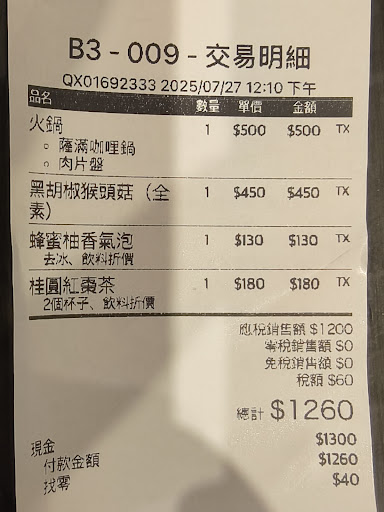 B3 - 009 - 交易明細
QX01692333 2025/07/27 12:10 下午
品名 數量 單價 金額
火鍋 1 $500 $500 TX
薩滿咖哩鍋
肉片盤
黑胡椒猴頭菇（全 1 $450 $450 TX
素）
蜂蜜柚香氣泡 1 $130 $130 TX
去冰、飲料折價
桂圓紅棗茶 1 $180 $180 TX
2個杯子、飲料折價
應稅銷售額 $1200
零稅銷售額 $0
免稅銷售額 $0
稅額 $60
總計 $1260
現金 $1300
付款金額 $1260
找零 $40